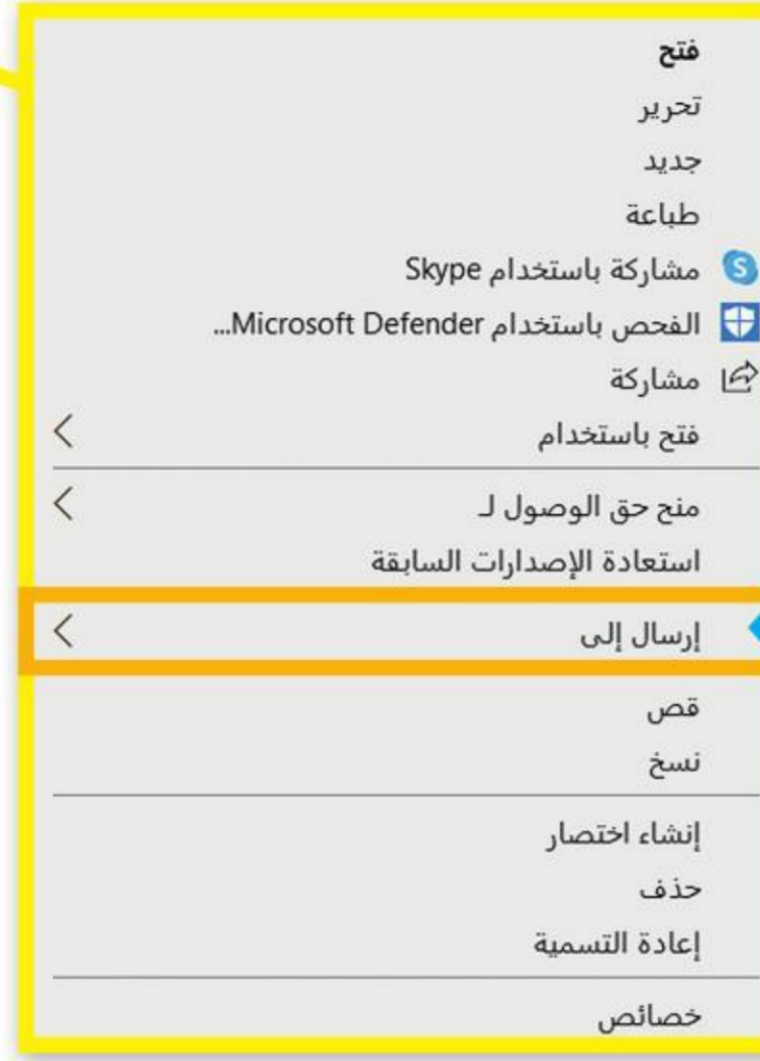 فتح
تحرير
جديد
طباعة
مشاركة باستخدام Skype
الفحص باستخدام Microsoft Defender...
مشاركة
فتح باستخدام
منح حق الوصول لـ
استعادة الإصدارات السابقة
إرسال إلى
قص
نسخ
إنشاء اختصار
حذف
إعادة التسمية
خصائص